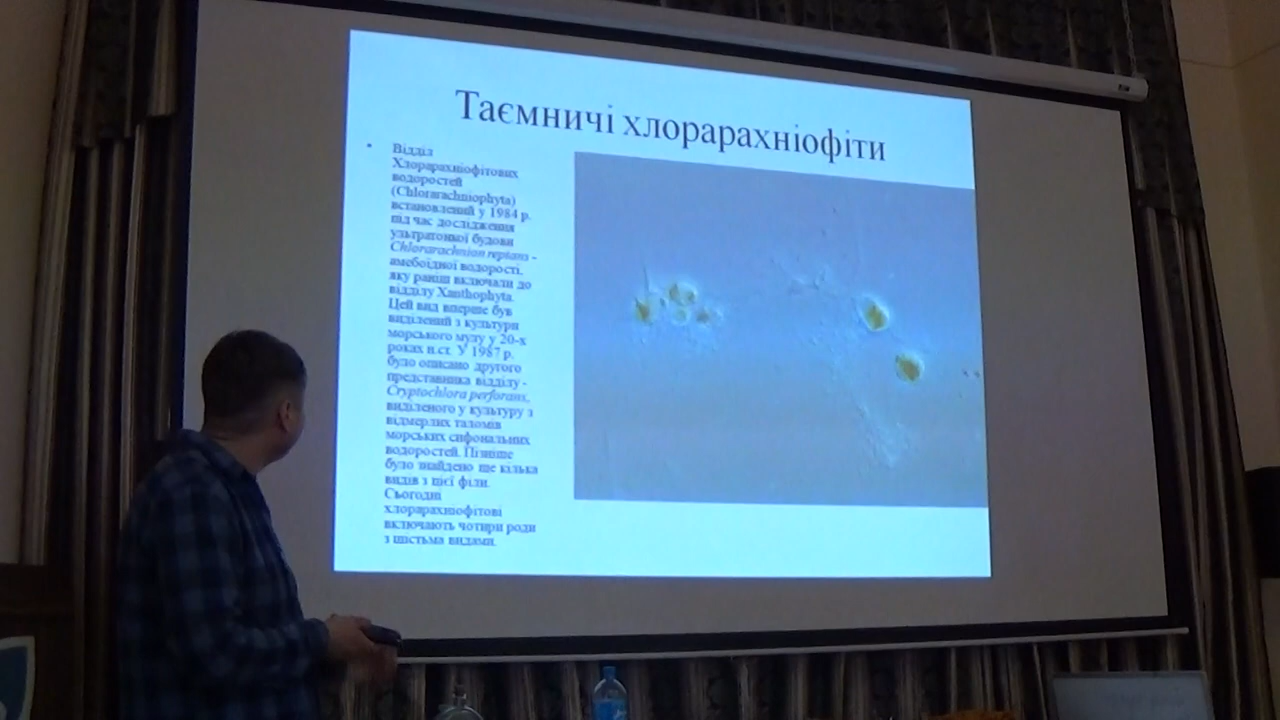 Таємничі хлорарахніофіти
• Відділ
Хлорарахніофітових
водоростей
(Chlorarachniophyta)
встановлений у 1984 р.
під час дослідження
ультратонкої будови
Chlorarachnion reptans -
амебоїдної водорості,
яку раніш включали до
відділу Xanthophyta.
Цей вид вперше був
виділений з культури
морського мулу у 20-х
роках н.ст. У 1987 р.
було описано другого
представника відділу -
Cryptochlora perforans,
виділеного у культуру з
відмерлих таломів
морських сифональних
водоростей. Пізніше
було знайдено ще кілька
видів з цієї філи.
Сьогодні
хлорарахніофітові
включають чотири роди
з шістьма видами.